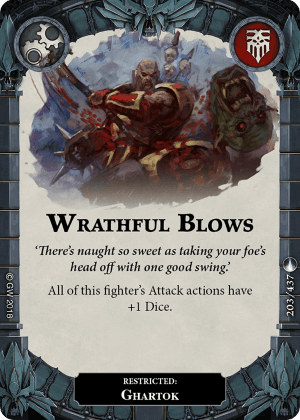 WRATHFUL BLOWS
‘There’s naught so sweet as taking your foe’s
head off with one good swing.’
All of this fighter’s Attack actions have
+1 Dice.
© GW 2018
203/437
RESTRICTED:
GHARTOK